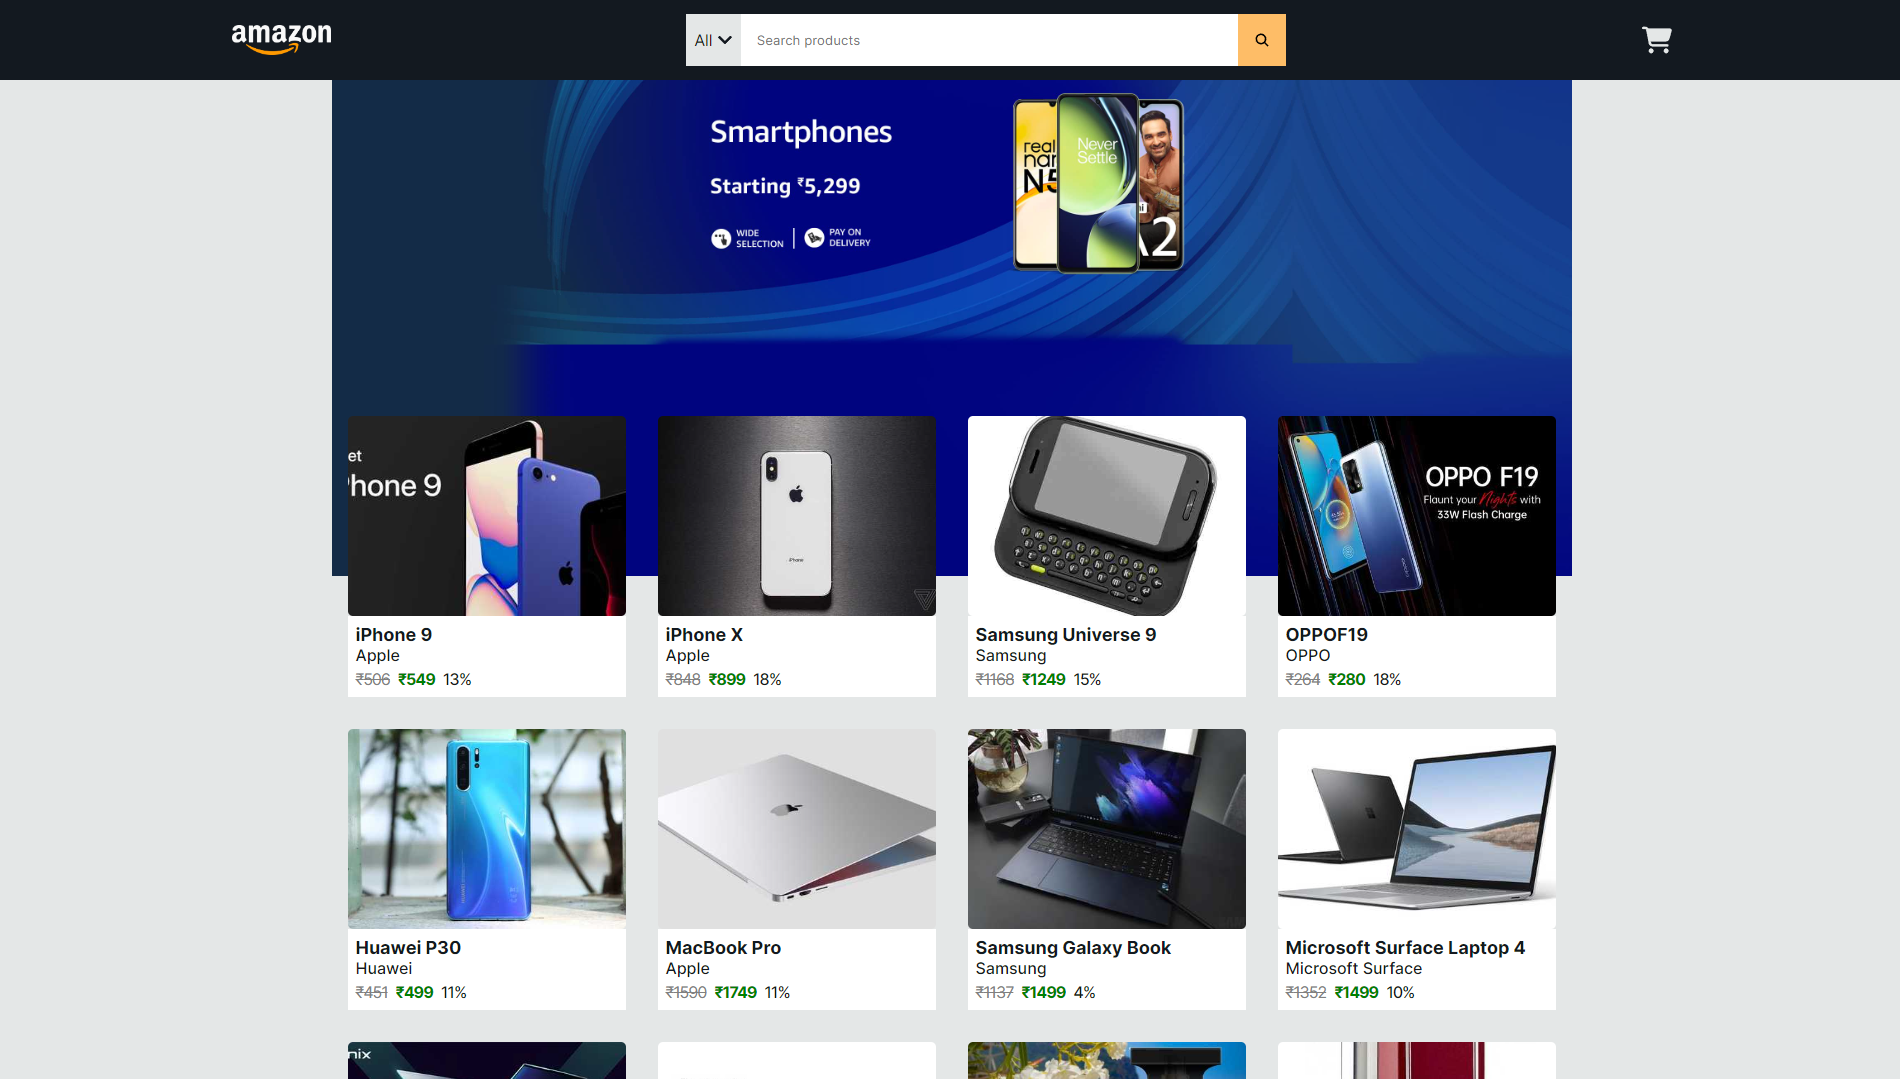 amazon
All
Search products
Smartphones
Starting ₹5,299
WIDE SELECTION
PAY ON DELIVERY
Never
Settle
A2
et
hone 9
iPhone
OPPO F19
Flaunt your Nights with
33W Flash Charge
iPhone 9
Apple
₹506 ₹549 13%
iPhone X
Apple
₹848 ₹899 18%
Samsung Universe 9
Samsung
₹1168 ₹1249 15%
OPPOF19
OPPO
₹264 ₹280 18%
Huawei P30
Huawei
₹451 ₹499 11%
MacBook Pro
Apple
₹1590 ₹1749 11%
Samsung Galaxy Book
Samsung
₹1137 ₹1499 4%
Microsoft Surface Laptop 4
Microsoft Surface
₹1352 ₹1499 10%
nix